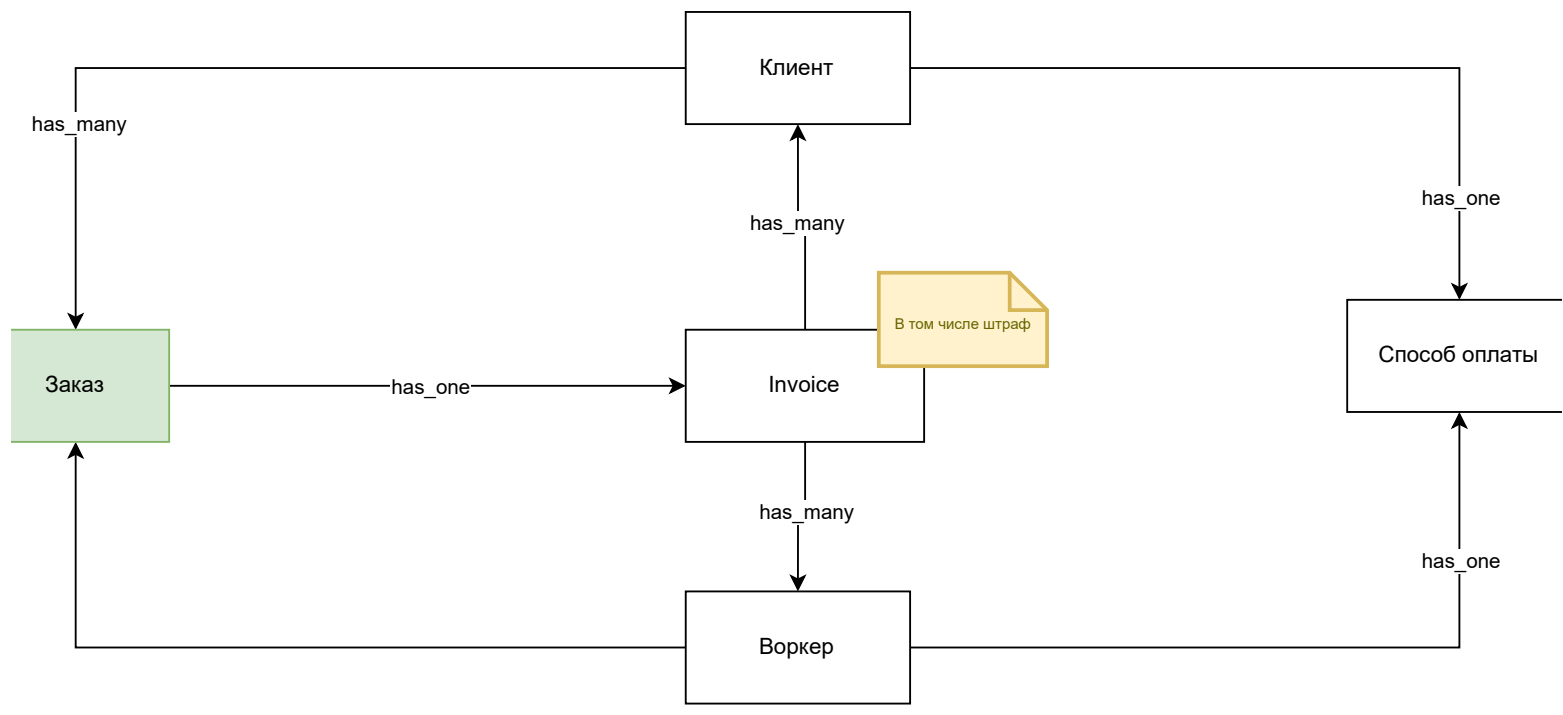 Клиент
has_many
has_one
has_many
В том числе штраф
Способ оплаты
Заказ
has_one
Invoice
has_many
has_one
Воркер